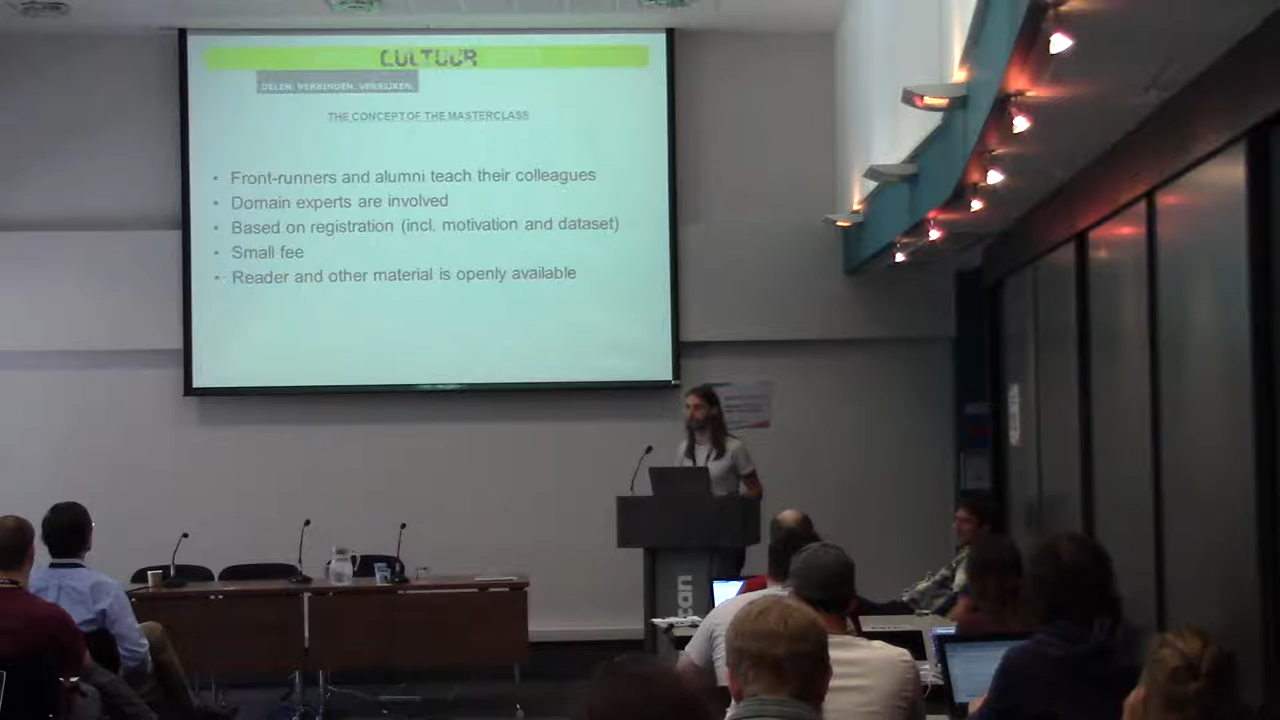 CULTUUR
DELEN. VERBINDEN. VERRIJKEN.
THE CONCEPT OF THE MASTERCLASS
• Front-runners and alumni teach their colleagues
• Domain experts are involved
• Based on registration (incl. motivation and dataset)
• Small fee
• Reader and other material is openly available
can